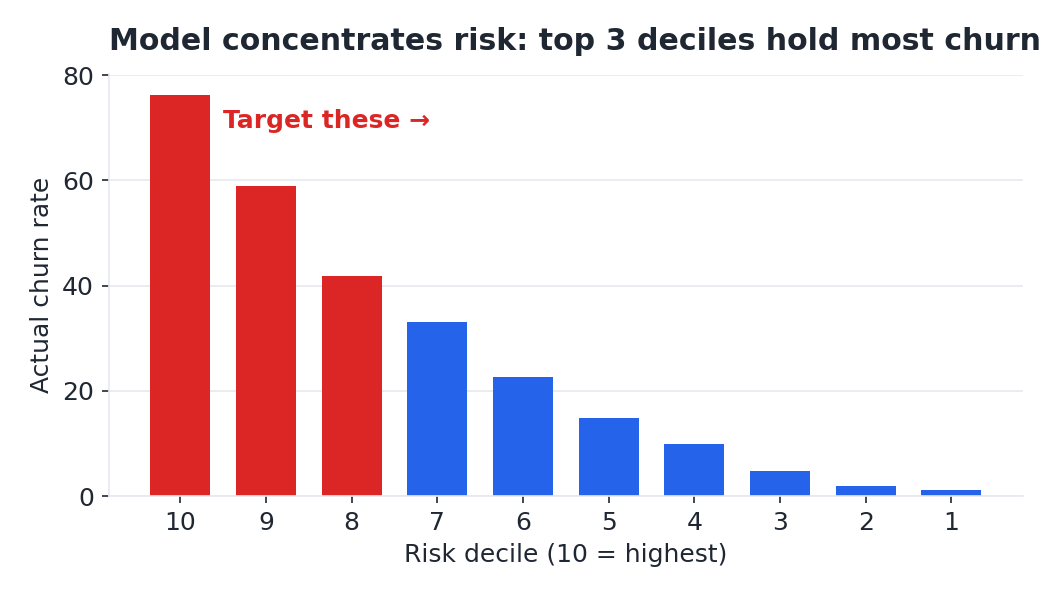 Model concentrates risk: top 3 deciles hold most churn
80
Target these →
60
40
20
0
Actual churn rate
10 9 8 7 6 5 4 3 2 1
Risk decile (10 = highest)